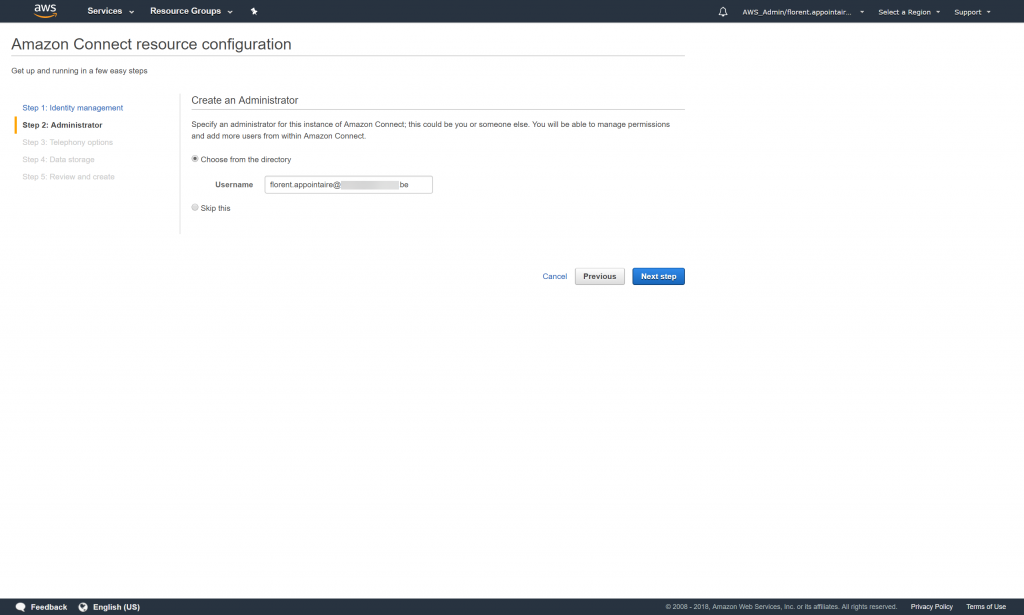 aws Services Resource Groups AWS_Admin/florent.appointair... Select a Region Support
Amazon Connect resource configuration
Get up and running in a few easy steps
Step 1: Identity management
Step 2: Administrator
Step 3: Telephony options
Step 4: Data storage
Step 5: Review and create
Create an Administrator
Specify an administrator for this instance of Amazon Connect; this could be you or someone else. You will be able to manage permissions
and add more users from within Amazon Connect.
Choose from the directory
Username florent.appointaire@ be
Skip this
Cancel Previous Next step
Feedback English (US) © 2008 - 2018, Amazon Web Services, Inc. or its affiliates. All rights reserved. Privacy Policy Terms of Use